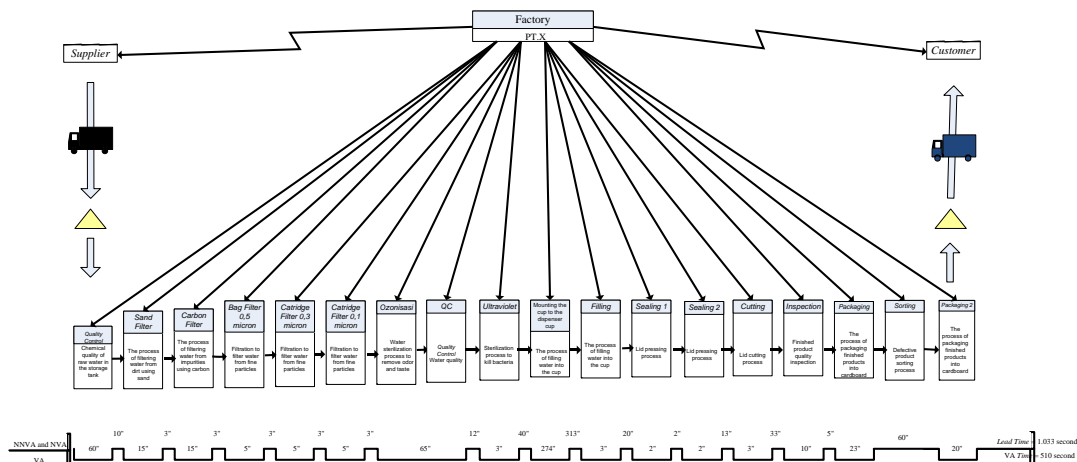 Factory
PT.X
Supplier
Customer
Quality
Control
Chemical
quality of
raw water in
the storage
tank
Sand
Filter
The process
of filtering
water from
dirt using
sand
Carbon
Filter
The process
of filtering
water from
impurities
using carbon
Bag Filter
0,5
micron
Filtration to
filter water
from fine
particles
Catridge
Filter 0,3
micron
Filtration to
filter water
from fine
particles
Catridge
Filter 0,1
micron
Filtration to
filter water
from fine
particles
Ozonisasi
Water
sterilization
process to
remove odor
and taste
QC
Quality
Control
Water quality
Ultraviolet
Sterilization
process to
kill bacteria
Mounting the
cup to the
dispenser
cup
The process
of filling
water into
the cup
Filling
The process
of filling
water into
the cup
Sealing 1
Lid pressing
process
Sealing 2
Lid pressing
process
Cutting
Lid cutting
process
Inspection
Finished
product
quality
inspection
Packaging
The
process of
packaging
finished
products
into
cardboard
Sorting
Defective
product
sorting
process
Packaging 2
The
process of
packaging
finished
products into
cardboard
10" 3" 3" 3" 3" 3" 3" 12" 40" 313" 20" 2" 13" 33" 5" 60"
NNVA and NVA
VA
60" 15" 15" 5" 5" 5" 65" 3" 274" 3" 2" 2" 3" 10" 23" 20"
Lead Time = 1.033 second
VA Time = 510 second